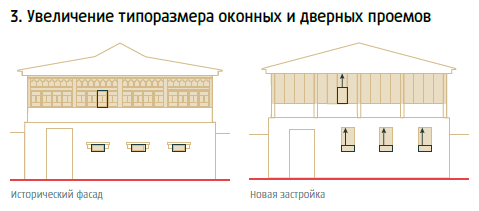 3. Увеличение типоразмера оконных и дверных проемов
Исторический фасад
Новая застройка